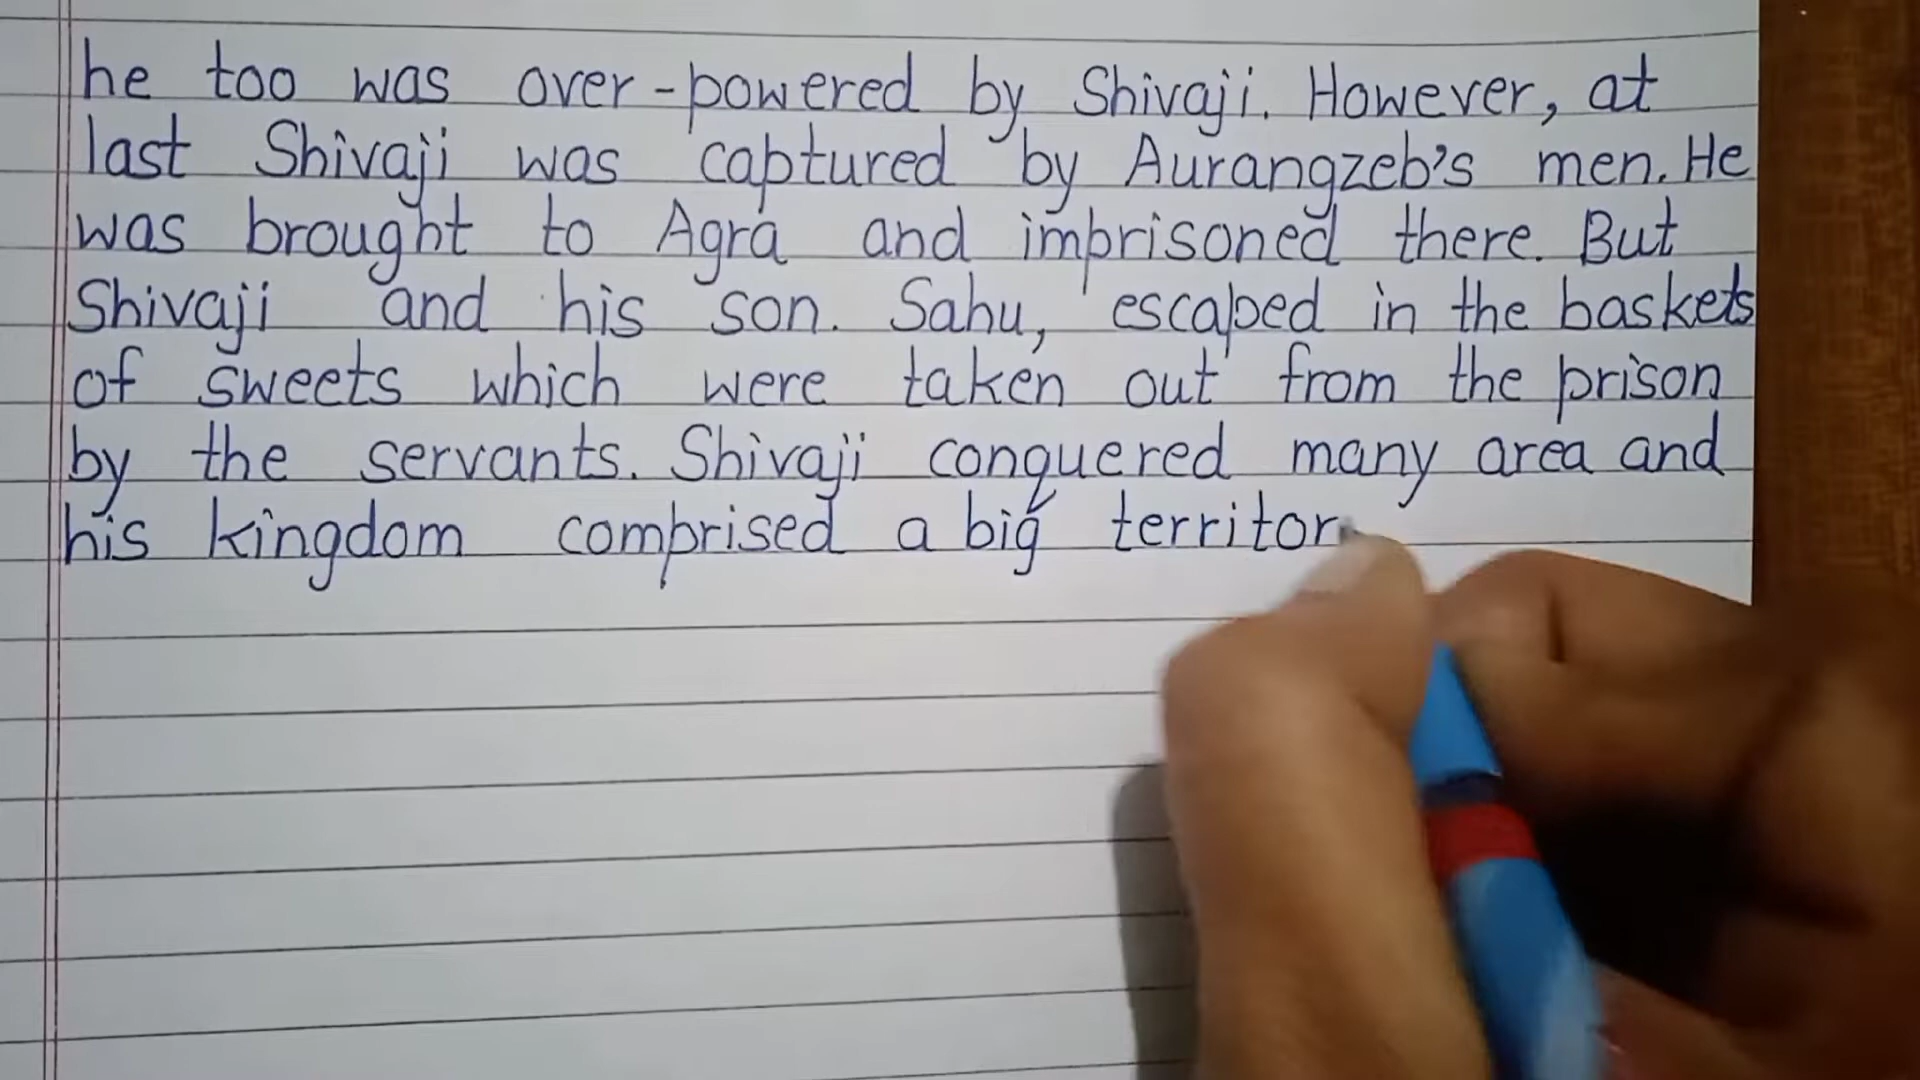 he too was over-powered by Shivaji. However, at
last Shivaji was captured by Aurangzeb's men. He
was brought to Agra and imprisoned there. But
Shivaji and his son. Sahu, escaped in the baskets
of sweets which were taken out from the prison
by the servants. Shivaji conquered many area and
his kingdom comprised a big territor